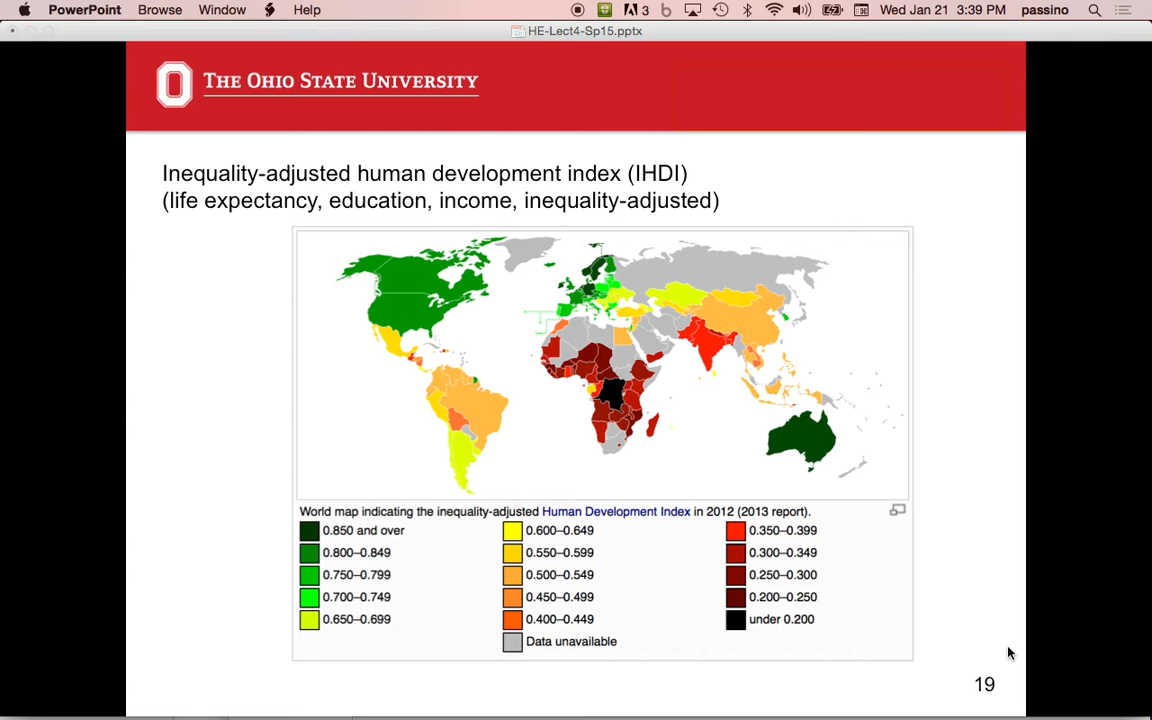 PowerPoint Browse Window Help 3 Wed Jan 21 3:39 PM passino
HE-Lect4-Sp15.pptx
THE OHIO STATE UNIVERSITY
Inequality-adjusted human development index (IHDI)
(life expectancy, education, income, inequality-adjusted)
World map indicating the inequality-adjusted Human Development Index in 2012 (2013 report).
0.850 and over 0.600–0.649 0.350–0.399
0.800–0.849 0.550–0.599 0.300–0.349
0.750–0.799 0.500–0.549 0.250–0.300
0.700–0.749 0.450–0.499 0.200–0.250
0.650–0.699 0.400–0.449 under 0.200
Data unavailable
19